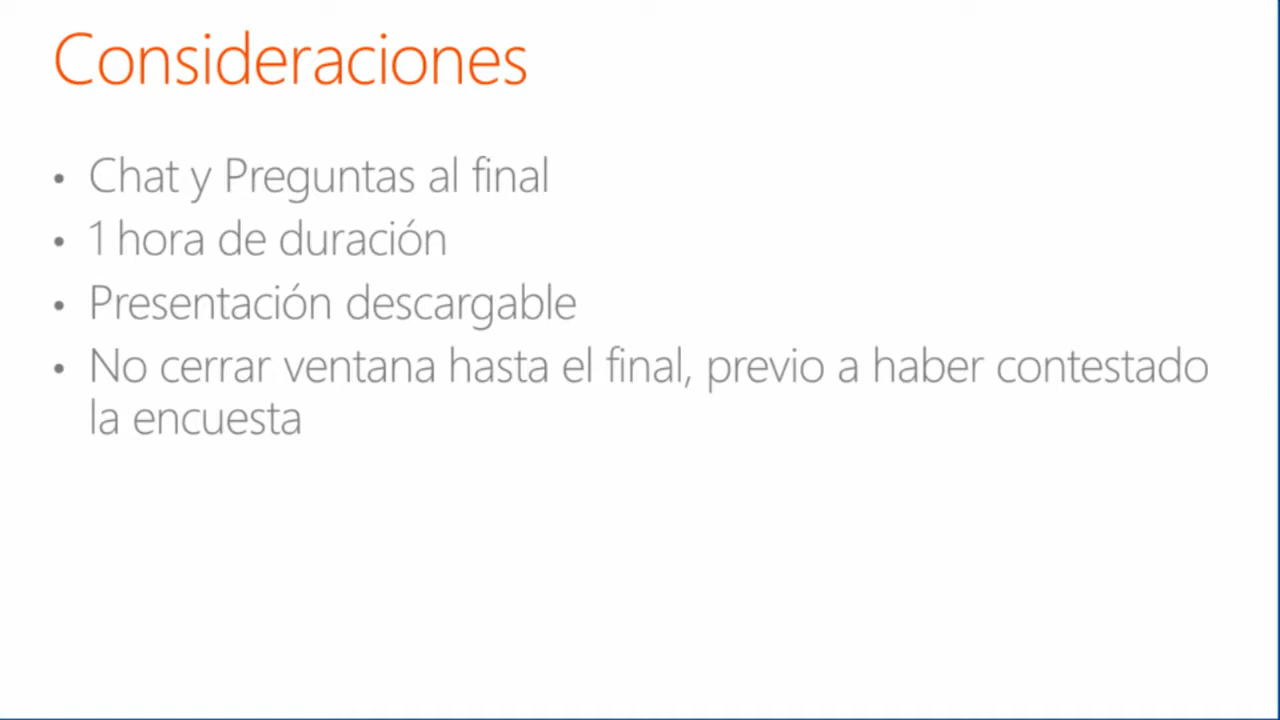 Consideraciones
• Chat y Preguntas al final
• 1 hora de duración
• Presentación descargable
• No cerrar ventana hasta el final, previo a haber contestado
la encuesta